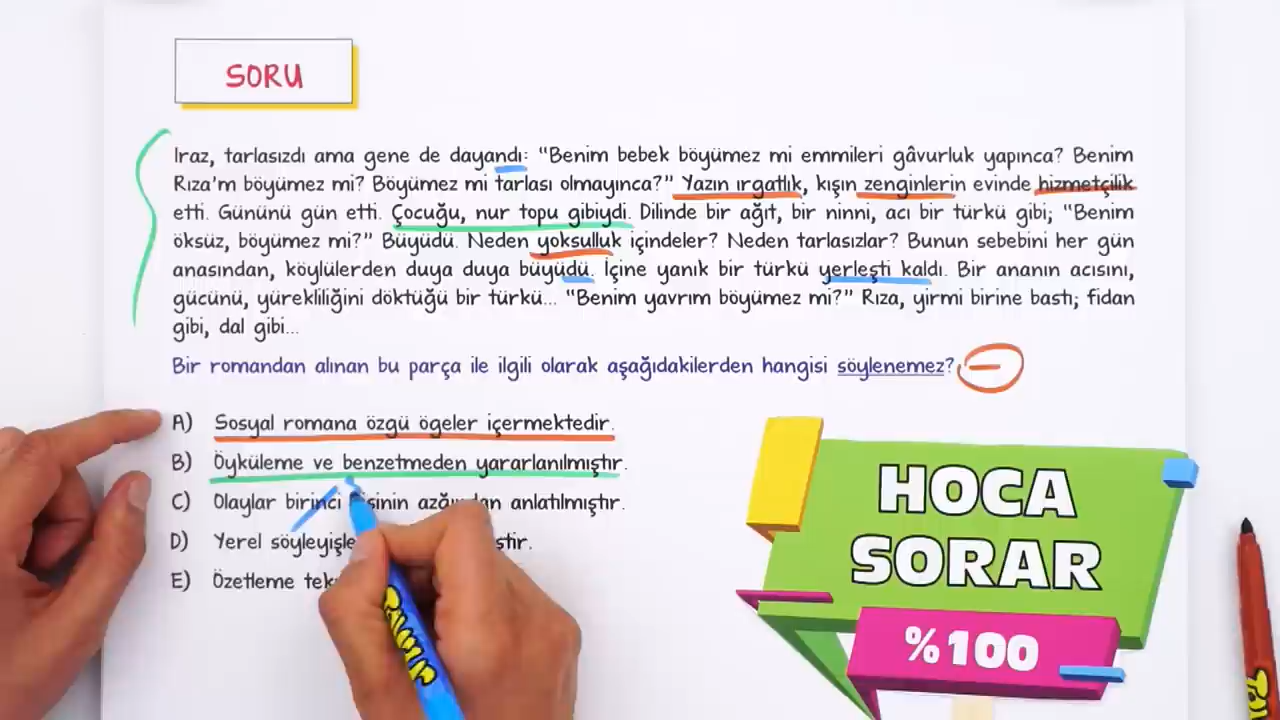 SORU
Iraz, tarlasızdı ama gene de dayandı: "Benim bebek böyümez mi emmileri gâvurluk yapınca? Benim
Rıza'm böyümez mi? Böyümez mi tarlası olmayınca?" Yazın ırgatlık, kışın zenginlerin evinde hizmetçilik
etti. Gününü gün etti. Çocuğu, nur topu gibiydi. Dilinde bir ağıt, bir ninni, acı bir türkü gibi; "Benim
öksüz, böyümez mi?" Büyüdü. Neden yoksulluk içindeler? Neden tarlasızlar? Bunun sebebini her gün
anasından, köylülerden duya duya büyüdü. İçine yanık bir türkü yerleşti kaldı. Bir ananın acısını,
gücünü, yürekliliğini döktüğü bir türkü... "Benim yavrım böyümez mi?" Rıza, yirmi birine bastı; fidan
gibi, dal gibi...
Bir romandan alınan bu parça ile ilgili olarak aşağıdakilerden hangisi söylenemez?
A) Sosyal romana özgü ögeler içermektedir.
B) Öyküleme ve benzetmeden yararlanılmıştır.
C) Olaylar birinci anlatılmıştır.
D) Yerel
E) Özetleme
HOCA
SORAR
%100